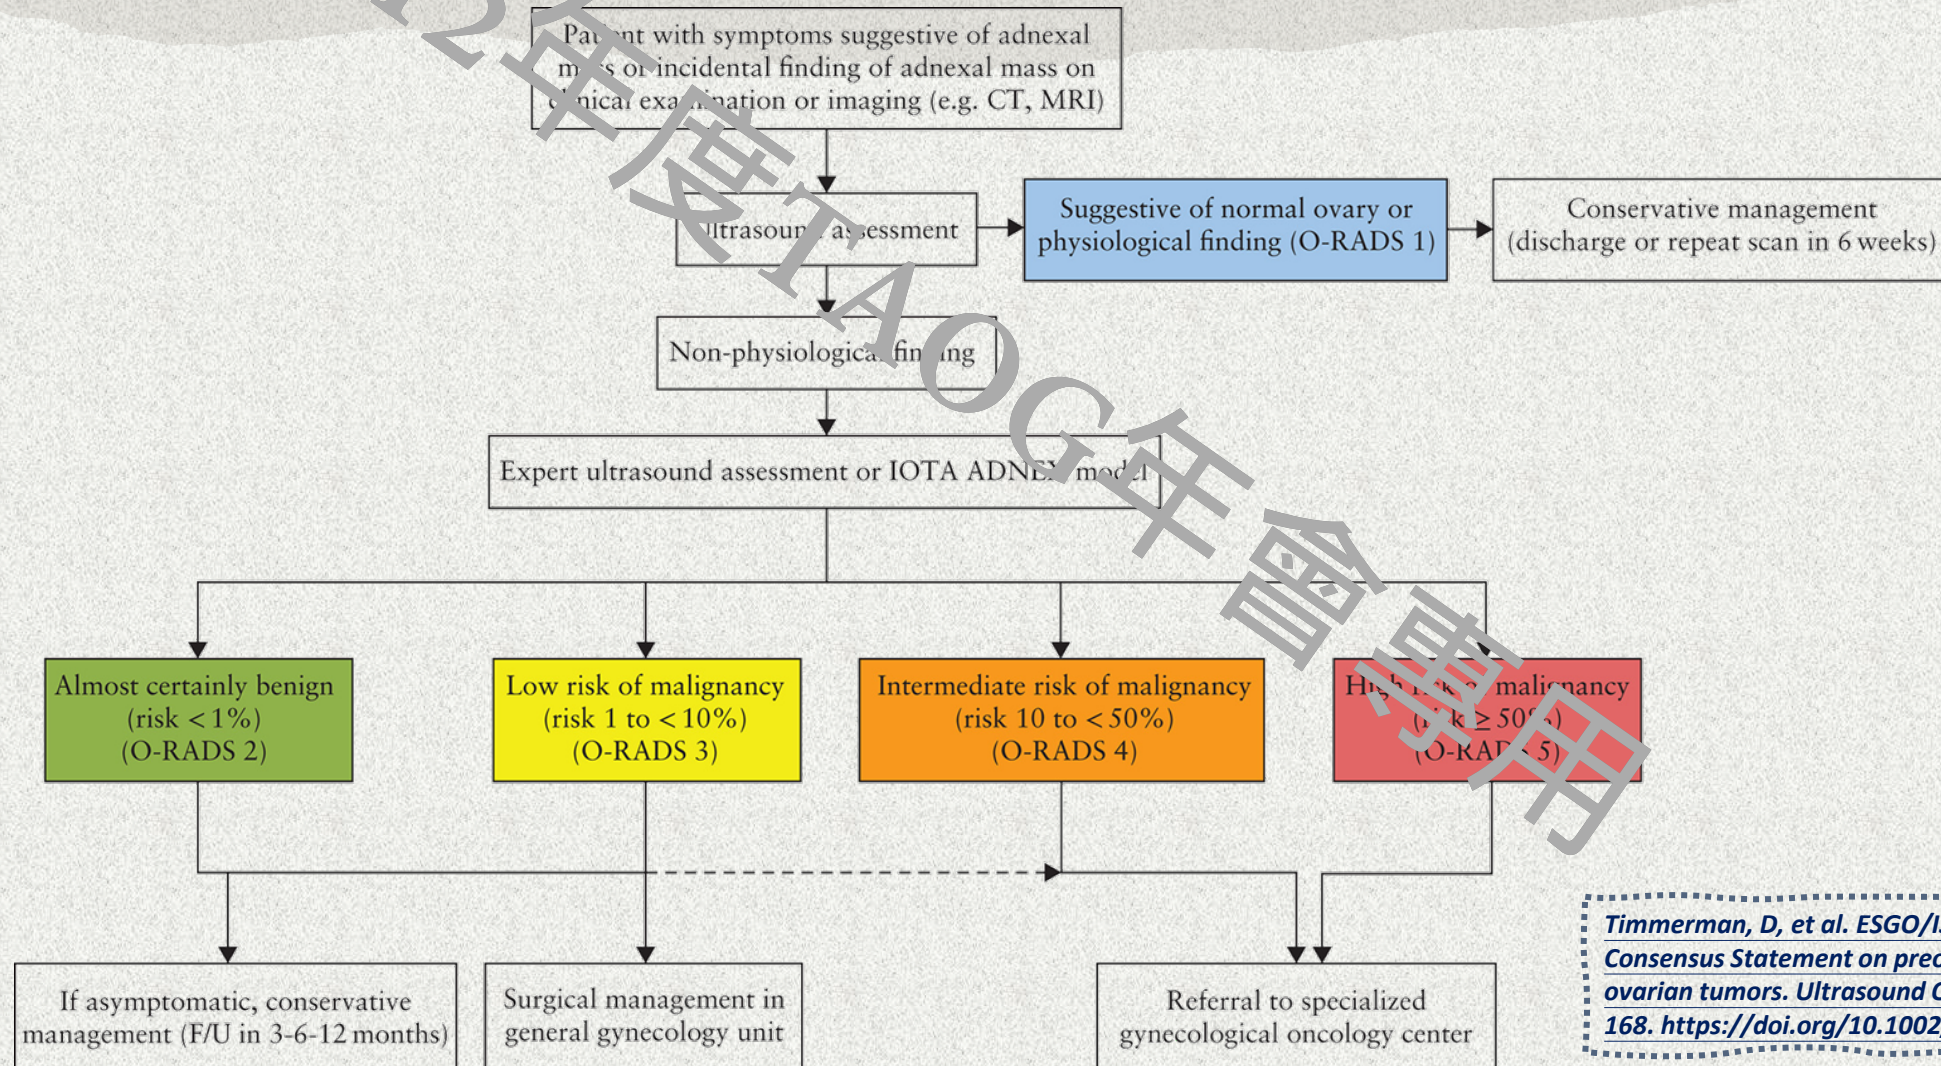 Patient with symptoms suggestive of adnexal
mass or incidental finding of adnexal mass on
clinical examination or imaging (e.g. CT, MRI)
Ultrasound assessment
Suggestive of normal ovary or
physiological finding (O-RADS 1)
Conservative management
(discharge or repeat scan in 6 weeks)
Non-physiological finding
Expert ultrasound assessment or IOTA ADNEX model
Almost certainly benign
(risk < 1%)
(O-RADS 2)
Low risk of malignancy
(risk 1 to < 10%)
(O-RADS 3)
Intermediate risk of malignancy
(risk 10 to < 50%)
(O-RADS 4)
High risk of malignancy
(risk ≥ 50%)
(O-RADS 5)
If asymptomatic, conservative
management (F/U in 3-6-12 months)
Surgical management in
general gynecology unit
Referral to specialized
gynecological oncology center
Timmerman, D, et al. ESGO/
Consensus Statement on
ovarian tumors. Ultrasound
168. https://doi.org/10.1002
12年度TAOG年會專用